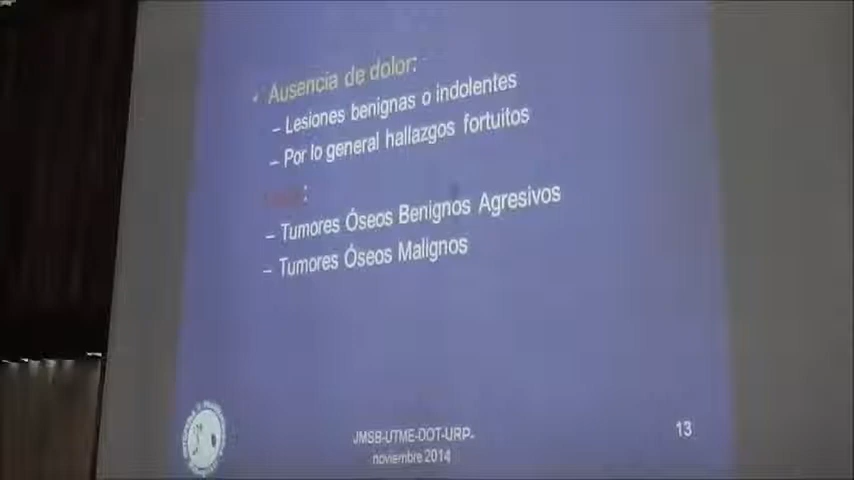 Ausencia de dolor:
– Lesiones benignas o indolentes
– Por lo general hallazgos fortuitos
:
– Tumores Óseos Benignos Agresivos
– Tumores Óseos Malignos
JMSB-UTME-DOT-URP-
noviembre 2014
13